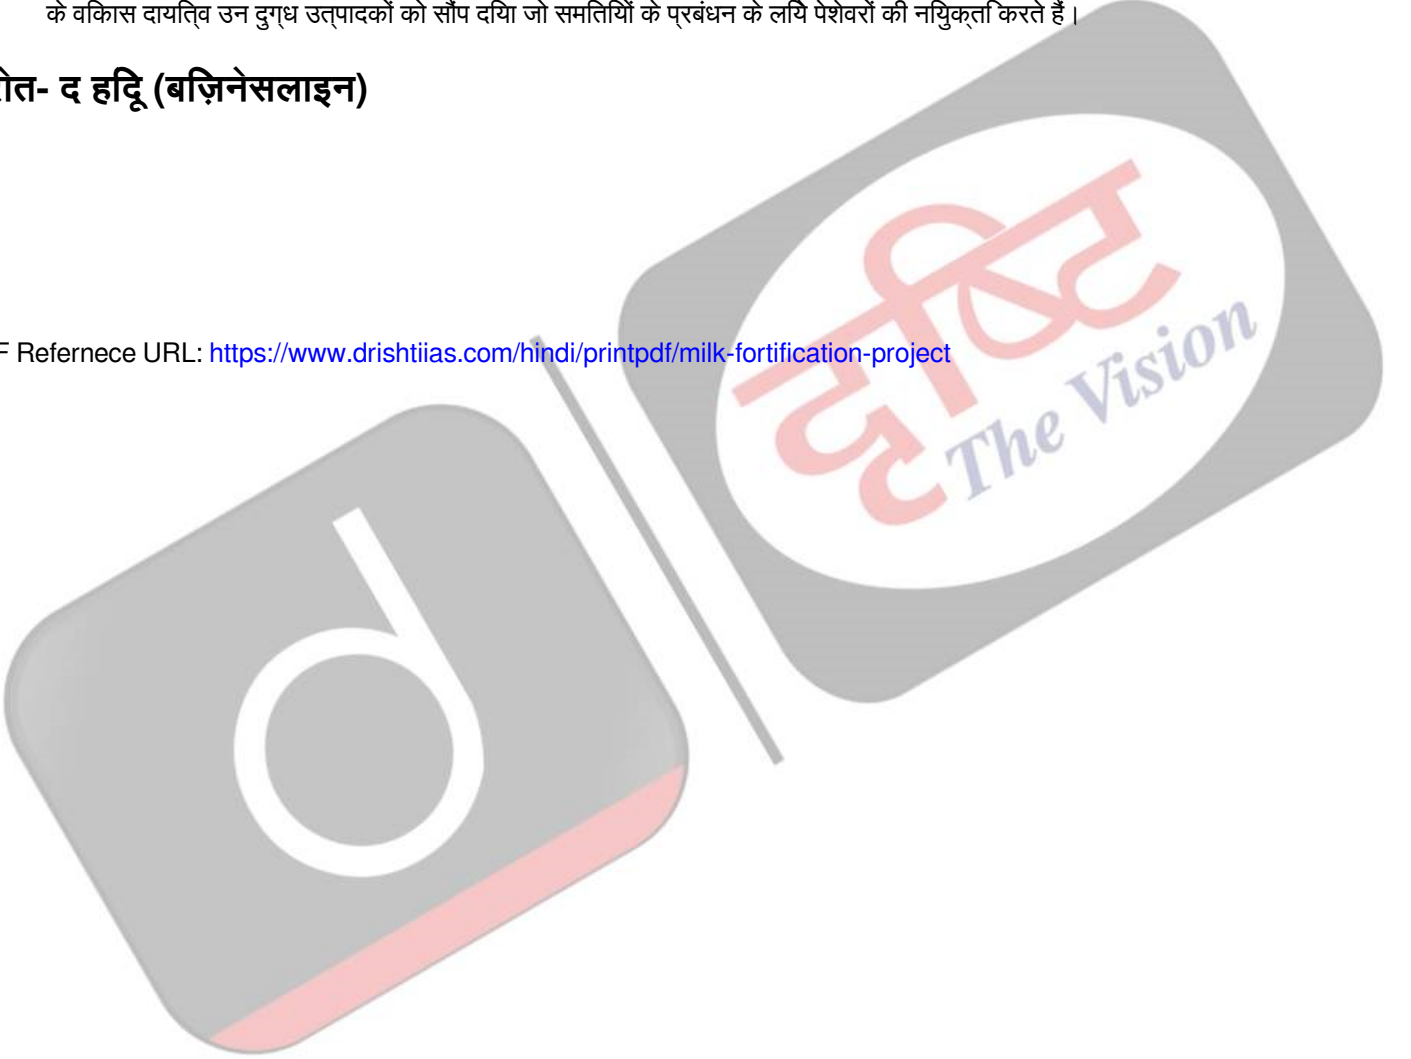 के विकास दायित्व उन दुग्ध उत्पादकों को सौंप दिया जो समितियों के प्रबंधन के लिये पेशेवरों की नियुक्ति करते हैं।
रोत- द हिंदू (बिज़नेसलाइन)
F Refernece URL: https://www.drishtiias.com/hindi/printpdf/milk-fortification-project
दृष्टि
The Vision
d